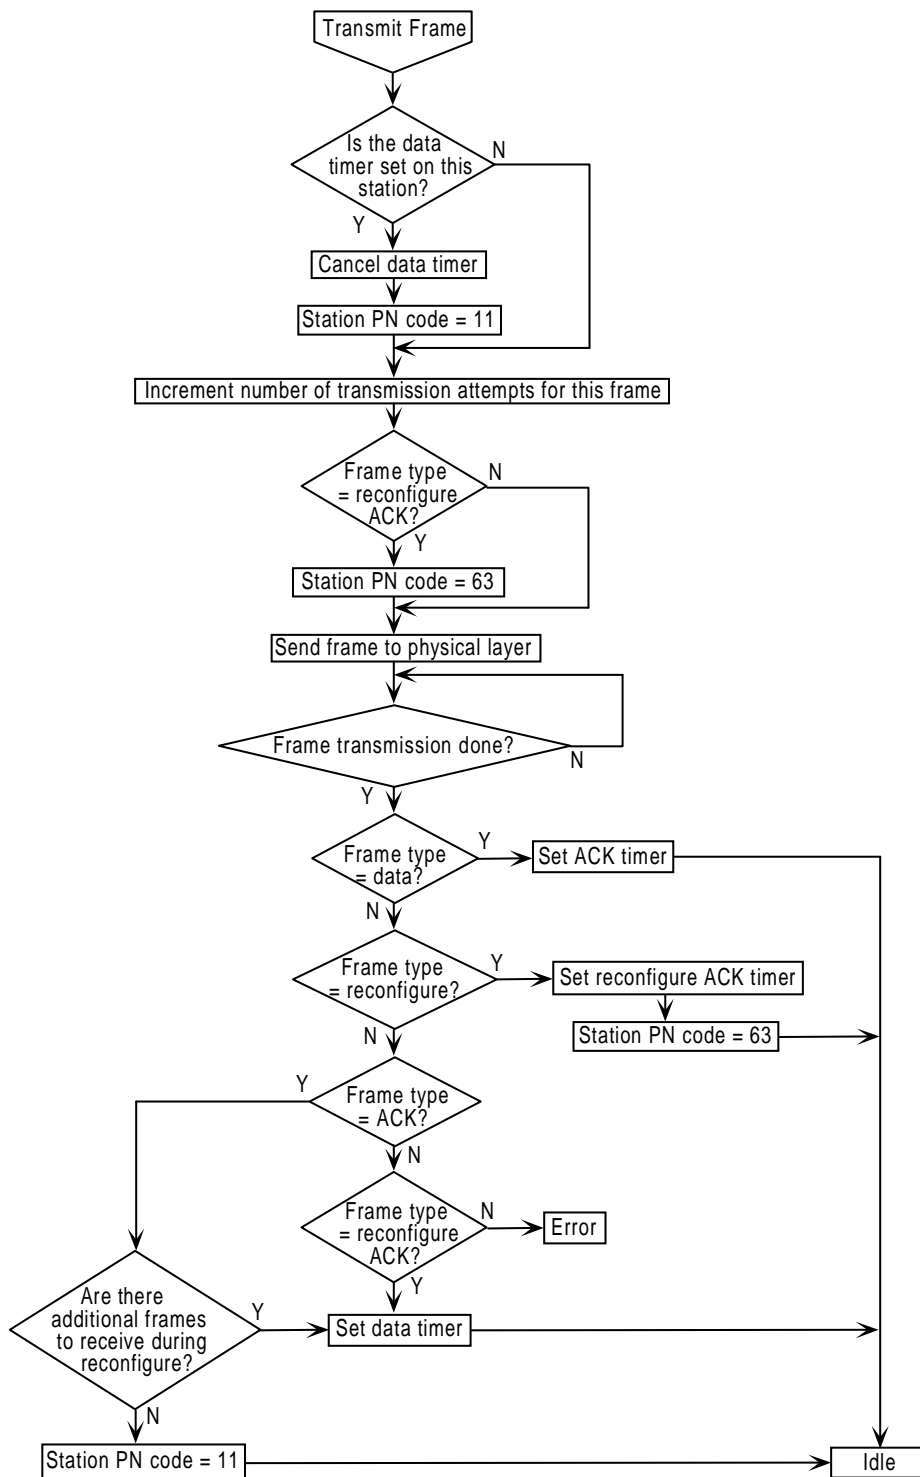 Transmit Frame
Is the data
timer set on this
station?
N
Y
Cancel data timer
Station PN code = 11
Increment number of transmission attempts for this frame
Frame type
= reconfigure
ACK?
N
Y
Station PN code = 63
Send frame to physical layer
Frame transmission done?
N
Y
Frame type
= data?
Y
Set ACK timer
N
Frame type
= reconfigure?
Y
Set reconfigure ACK timer
Station PN code = 63
N
Frame type
= ACK?
Y
N
Frame type
= reconfigure
ACK?
N
Error
Y
Are there
additional frames
to receive during
reconfigure?
Y
Set data timer
N
Station PN code = 11
Idle